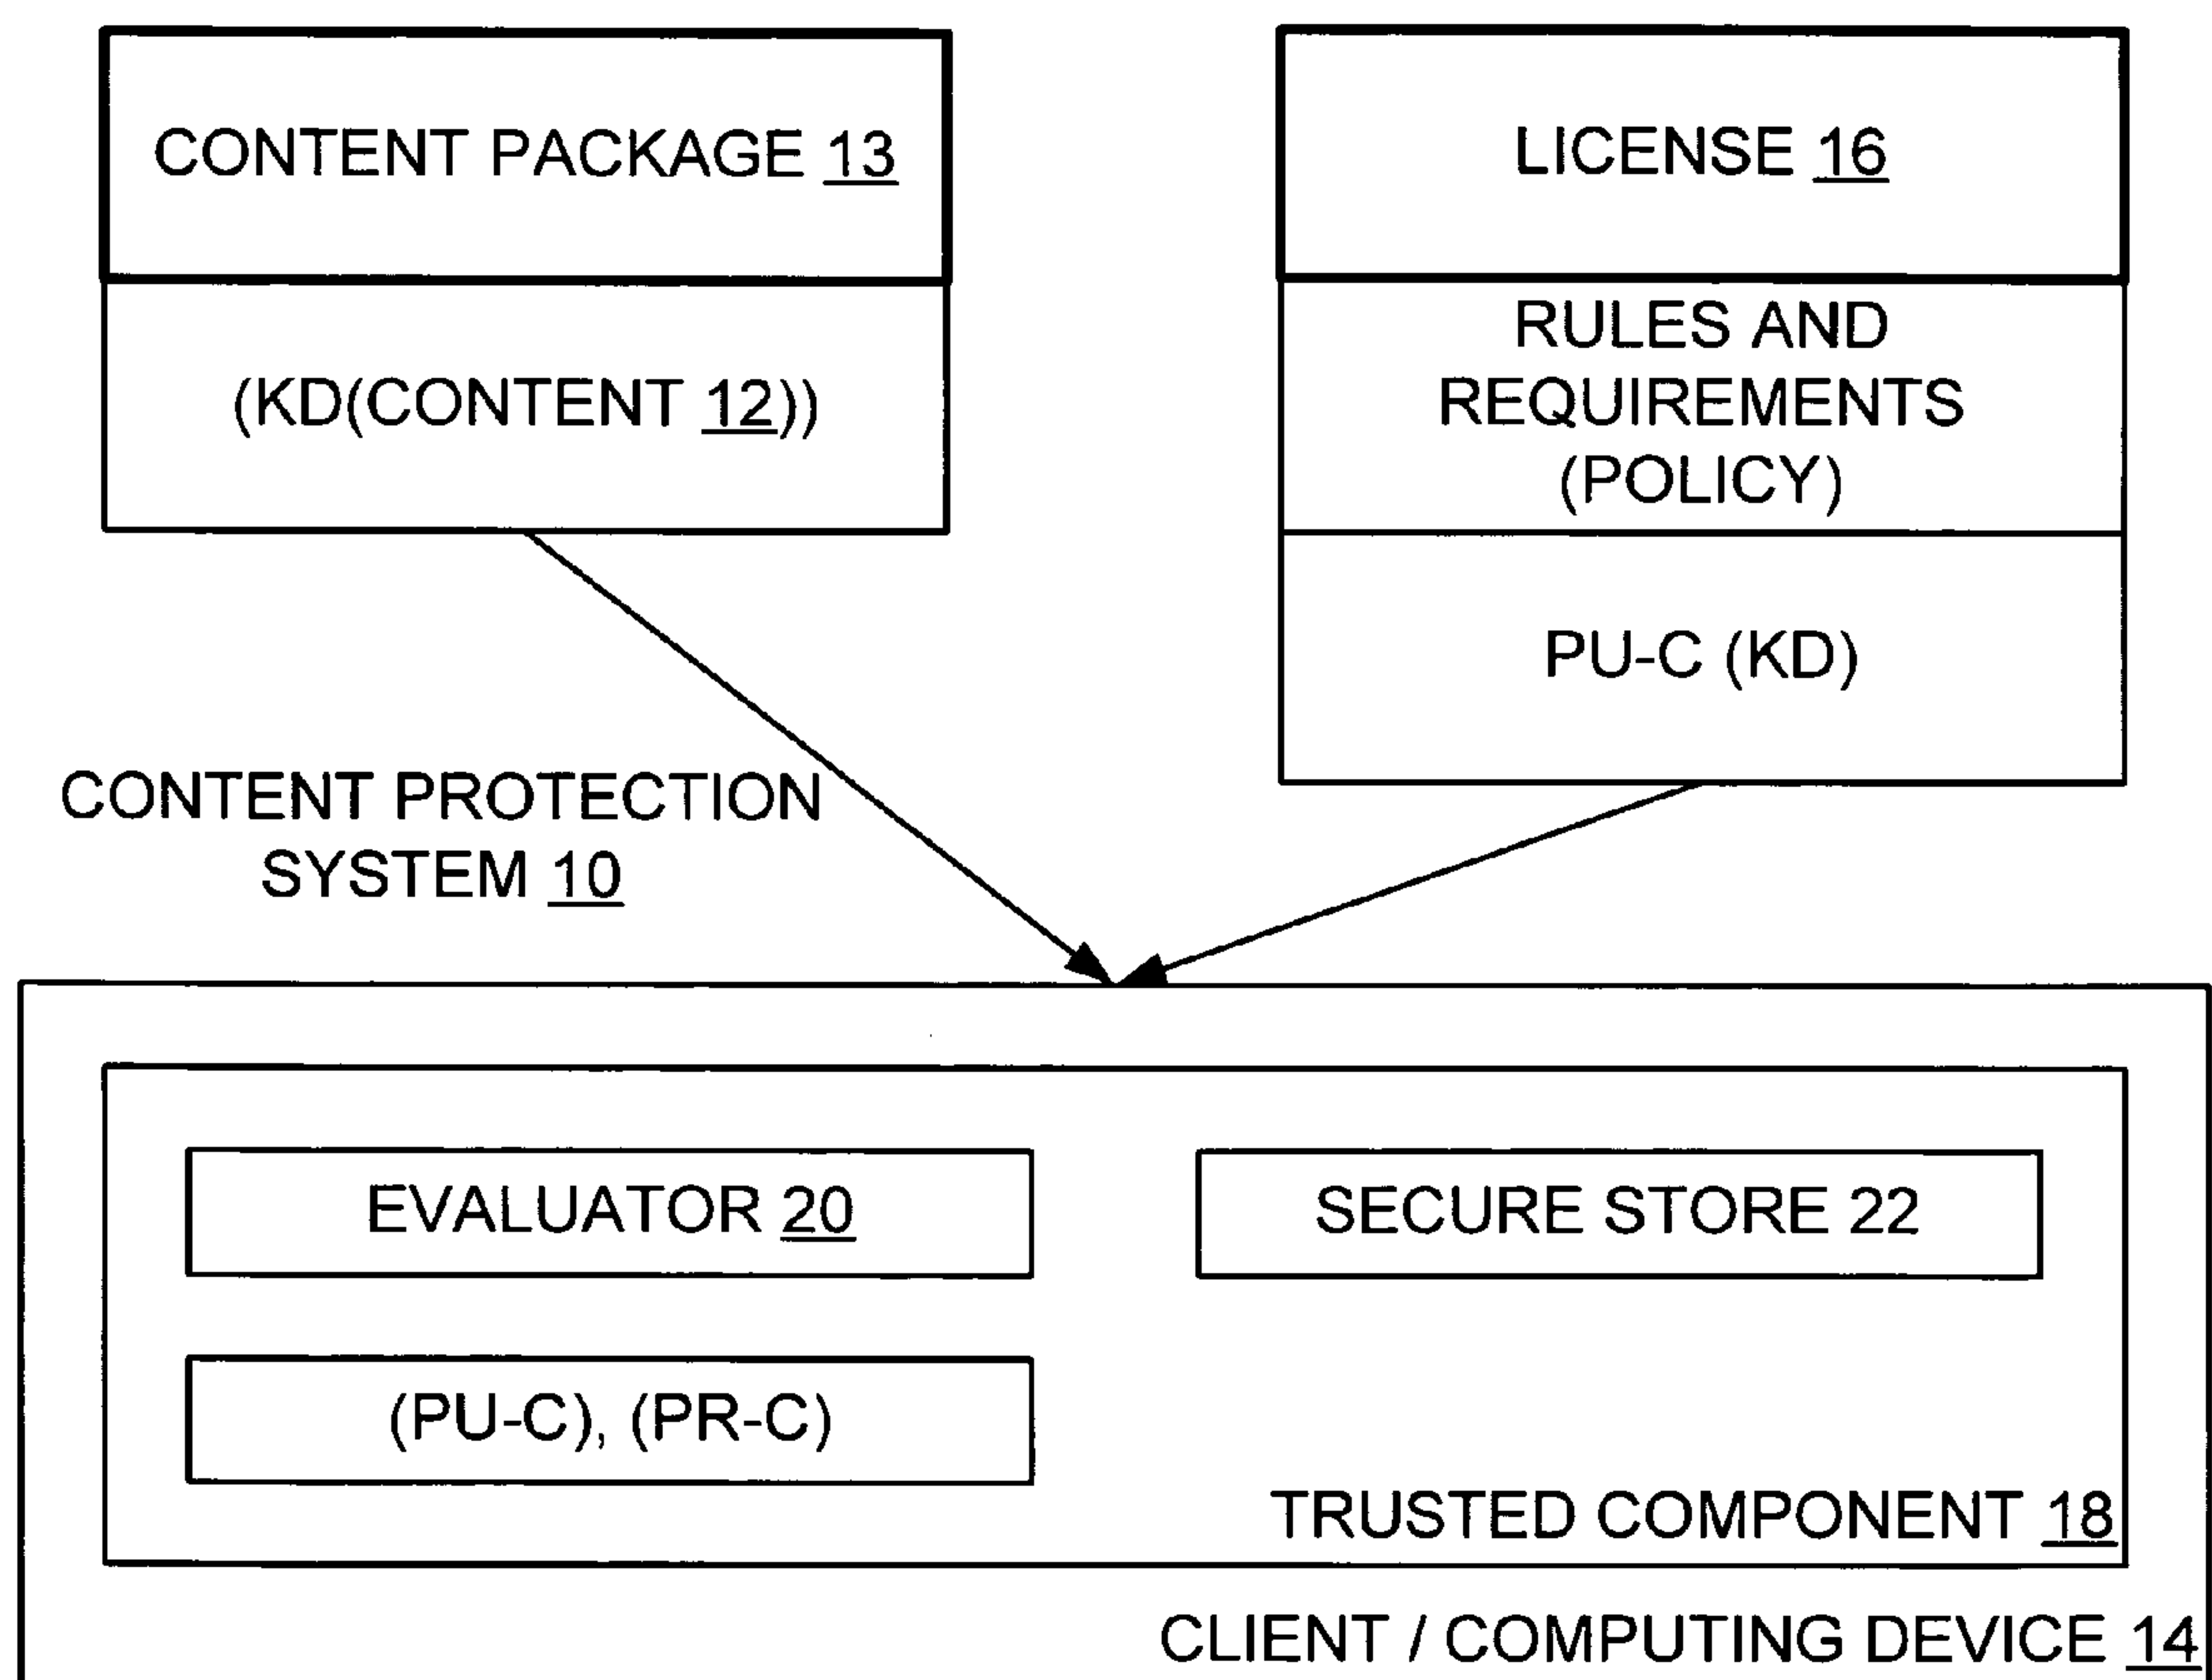 CONTENT PACKAGE 13
(KD(CONTENT 12))
LICENSE 16
RULES AND
REQUIREMENTS
(POLICY)
PU-C (KD)
CONTENT PROTECTION
SYSTEM 10
EVALUATOR 20
SECURE STORE 22
(PU-C), (PR-C)
TRUSTED COMPONENT 18
CLIENT / COMPUTING DEVICE 14